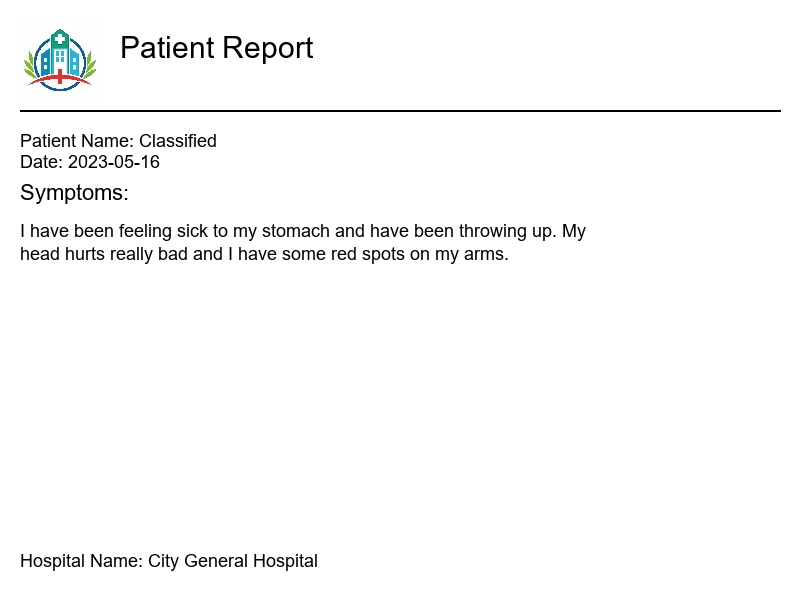 Patient Report
Patient Name: Classified
Date: 2023-05-16
Symptoms:
I have been feeling sick to my stomach and have been throwing up. My
head hurts really bad and I have some red spots on my arms.
Hospital Name: City General Hospital